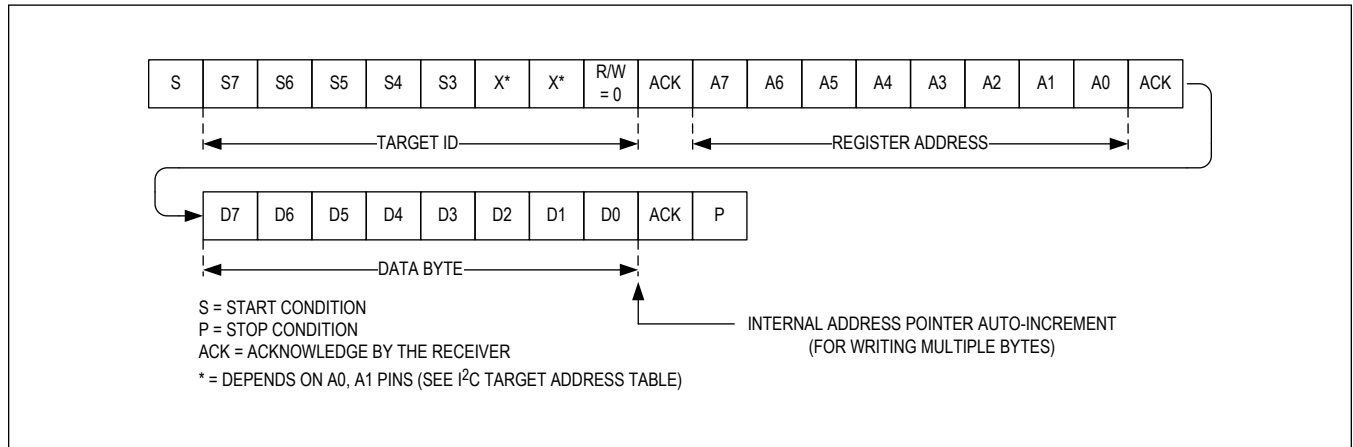 S S7 S6 S5 S4 S3 X* X* R/W = 0 ACK A7 A6 A5 A4 A3 A2 A1 A0 ACK
TARGET ID REGISTER ADDRESS
D7 D6 D5 D4 D3 D2 D1 D0 ACK P
DATA BYTE
S = START CONDITION
P = STOP CONDITION
ACK = ACKNOWLEDGE BY THE RECEIVER
* = DEPENDS ON A0, A1 PINS (SEE I²C TARGET ADDRESS TABLE)
INTERNAL ADDRESS POINTER AUTO-INCREMENT
(FOR WRITING MULTIPLE BYTES)